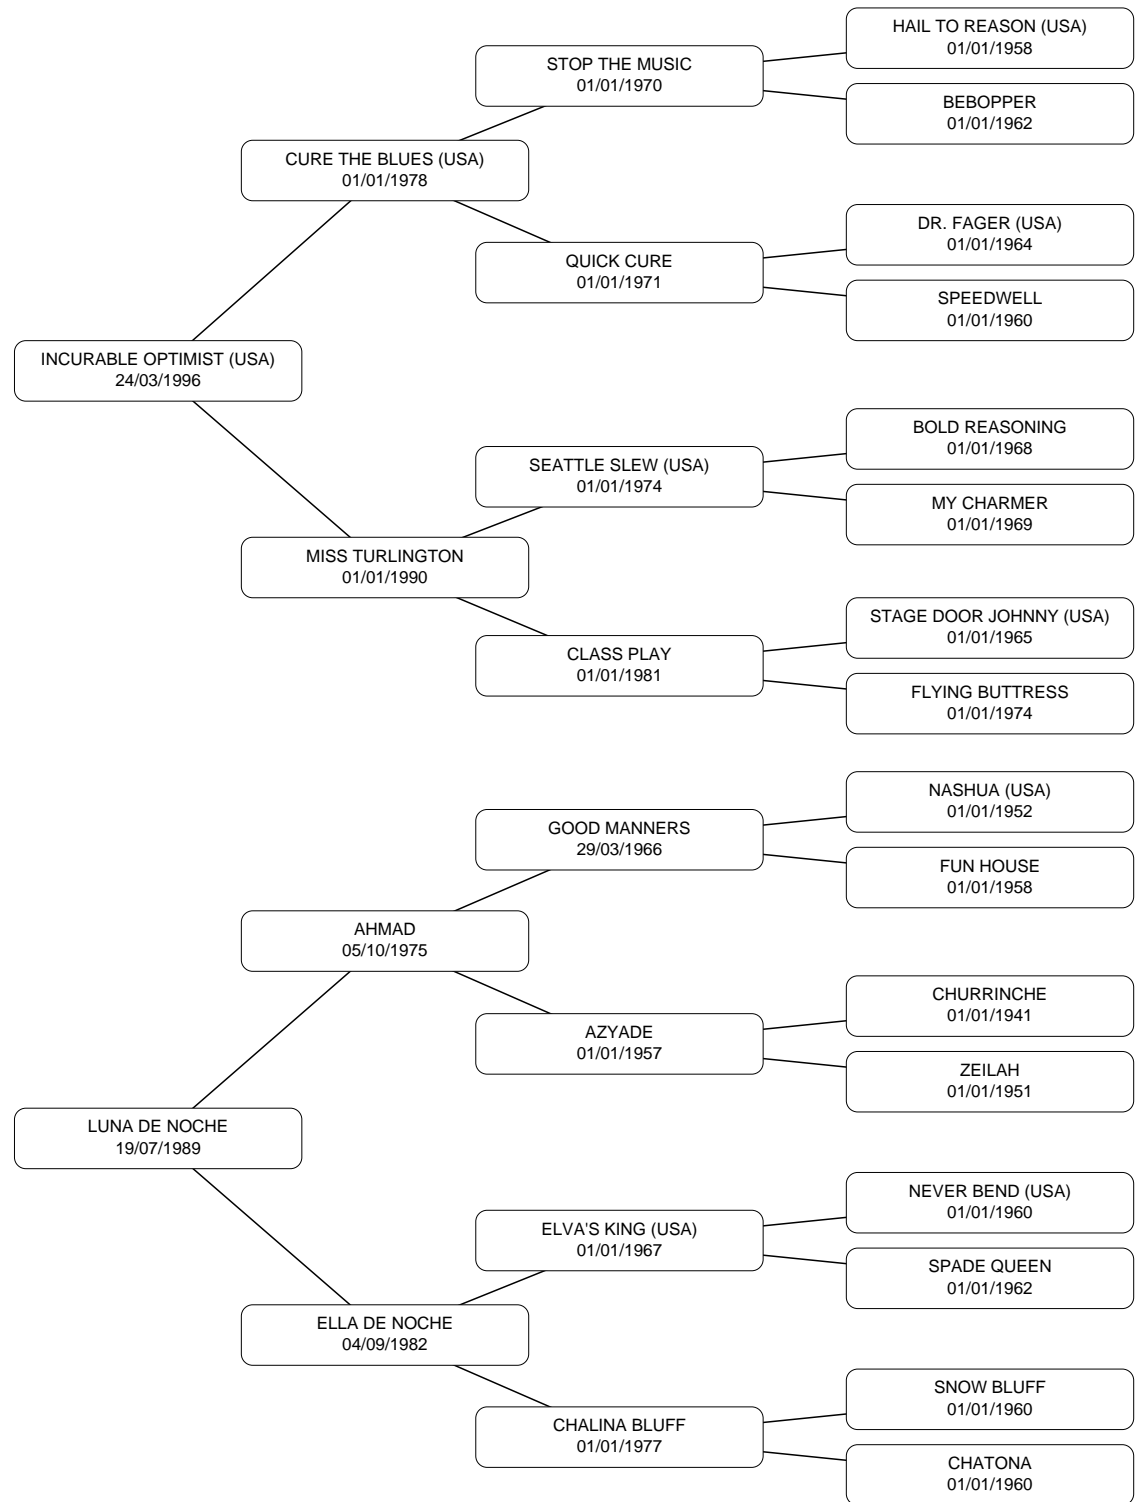 HAIL TO REASON (USA)
01/01/1958
STOP THE MUSIC
01/01/1970
BEBOPPER
01/01/1962
CURE THE BLUES (USA)
01/01/1978
DR. FAGER (USA)
01/01/1964
QUICK CURE
01/01/1971
SPEEDWELL
01/01/1960
INCURABLE OPTIMIST (USA)
24/03/1996
BOLD REASONING
01/01/1968
SEATTLE SLEW (USA)
01/01/1974
MY CHARMER
01/01/1969
MISS TURLINGTON
01/01/1990
STAGE DOOR JOHNNY (USA)
01/01/1965
CLASS PLAY
01/01/1981
FLYING BUTTRESS
01/01/1974
NASHUA (USA)
01/01/1952
GOOD MANNERS
29/03/1966
FUN HOUSE
01/01/1958
AHMAD
05/10/1975
CHURRINCHE
01/01/1941
AZYADE
01/01/1957
ZEILAH
01/01/1951
LUNA DE NOCHE
19/07/1989
NEVER BEND (USA)
01/01/1960
ELVA'S KING (USA)
01/01/1967
SPADE QUEEN
01/01/1962
ELLA DE NOCHE
04/09/1982
SNOW BLUFF
01/01/1960
CHALINA BLUFF
01/01/1977
CHATONA
01/01/1960